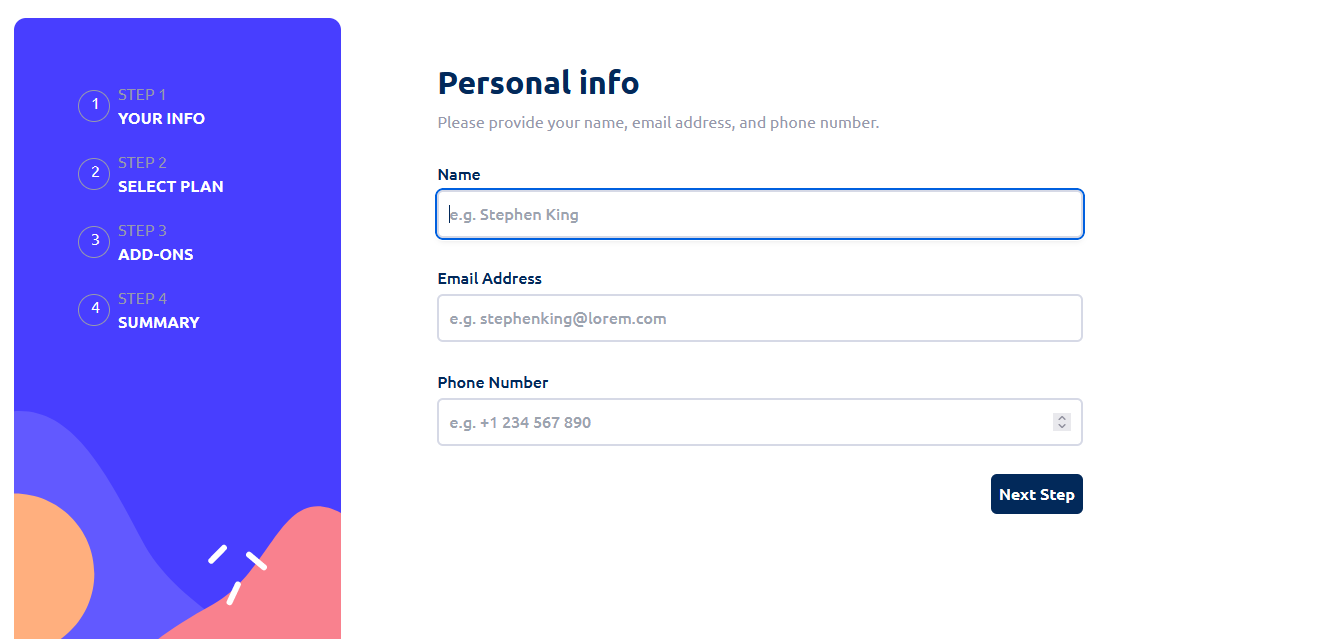 1
STEP 1
YOUR INFO
2
STEP 2
SELECT PLAN
3
STEP 3
ADD-ONS
4
STEP 4
SUMMARY
Personal info
Please provide your name, email address, and phone number.
Name
e.g. Stephen King
Email Address
e.g. stephenking@lorem.com
Phone Number
e.g. +1 234 567 890
Next Step